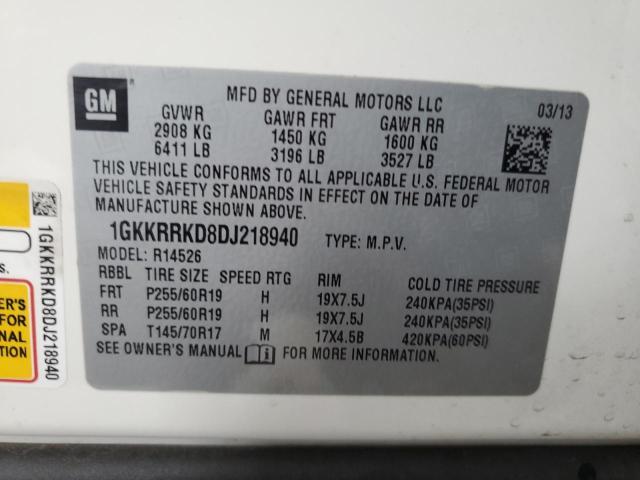 GM
MFD BY GENERAL MOTORS LLC
03/13
GVWR GAWR FRT GAWR RR
2908 KG 1450 KG 1600 KG
6411 LB 3196 LB 3527 LB
THIS VEHICLE CONFORMS TO ALL APPLICABLE U.S. FEDERAL MOTOR
VEHICLE SAFETY STANDARDS IN EFFECT ON THE DATE OF
MANUFACTURE SHOWN ABOVE.
1GKKRRKD8DJ218940 TYPE: M.P.V.
MODEL: R14526
RBBL TIRE SIZE SPEED RTG RIM COLD TIRE PRESSURE
FRT P255/60R19 H 19X7.5J 240KPA(35PSI)
RR P255/60R19 H 19X7.5J 240KPA(35PSI)
SPA T145/70R17 M 17X4.5B 420KPA(60PSI)
SEE OWNER'S MANUAL i FOR MORE INFORMATION.
1GKKRRKD8DJ218940
s.
NER'S
FOR
NAL
TION